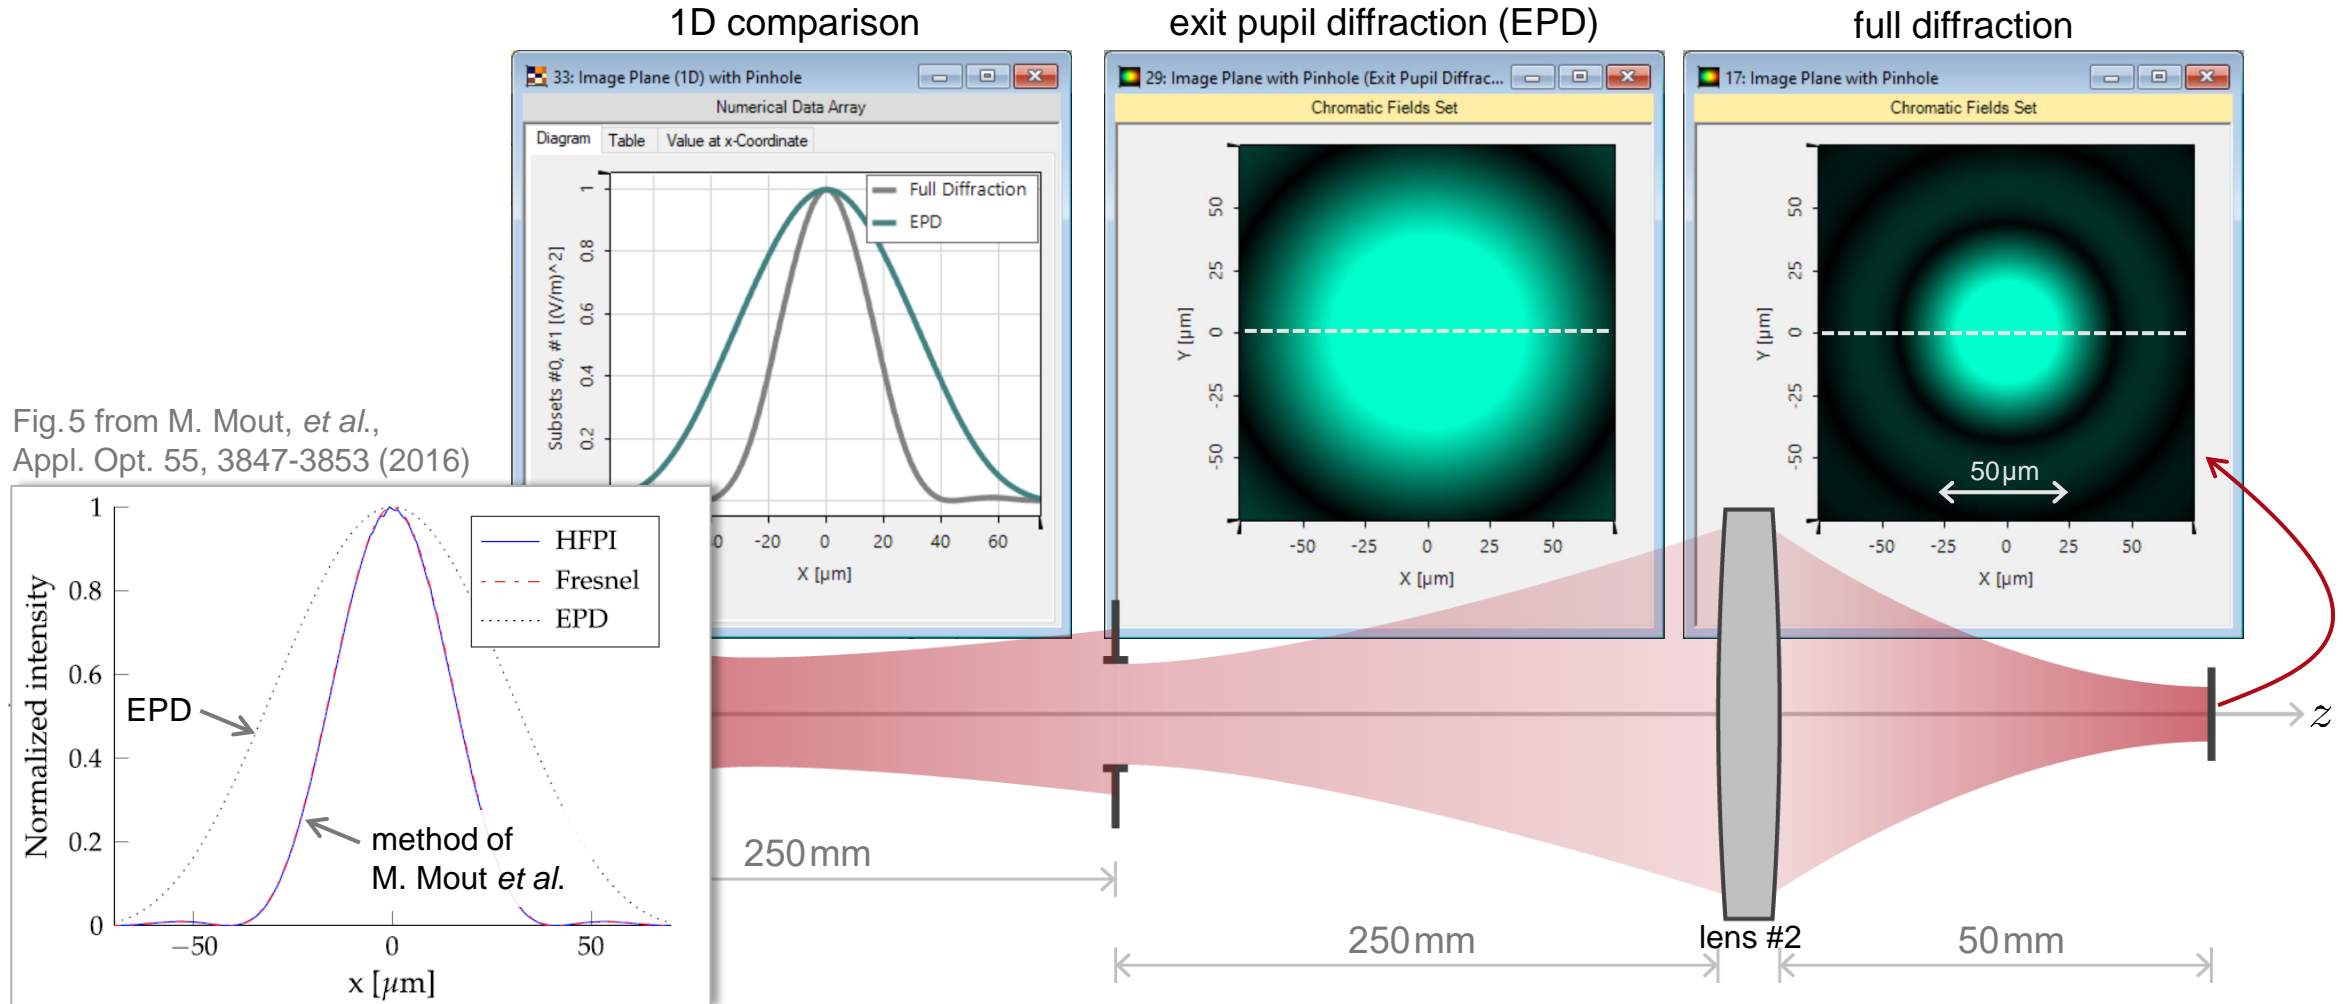 1D comparison
exit pupil diffraction (EPD)
full diffraction
33: Image Plane (1D) with Pinhole
Numerical Data Array
Diagram
Table
Value at x-Coordinate
Full Diffraction
EPD
Subsets #0, #1 [(V/m)^2]
1
0.8
0.6
0.4
0.2
-20
0
20
40
60
X [µm]
29: Image Plane with Pinhole (Exit Pupil Diffrac...
Chromatic Fields Set
Y [µm]
50
25
0
-25
-50
-50
-25
0
25
50
X [µm]
17: Image Plane with Pinhole
Chromatic Fields Set
Y [µm]
50
25
0
-25
-50
50 µm
-50
-25
0
25
50
X [µm]
Fig. 5 from M. Mout, et al.,
Appl. Opt. 55, 3847-3853 (2016)
HFPI
Fresnel
EPD
Normalized intensity
1
0.8
0.6
0.4
0.2
0
EPD
method of
M. Mout et al.
−50
0
50
x [µm]
z
250 mm
250 mm
lens #2
50 mm